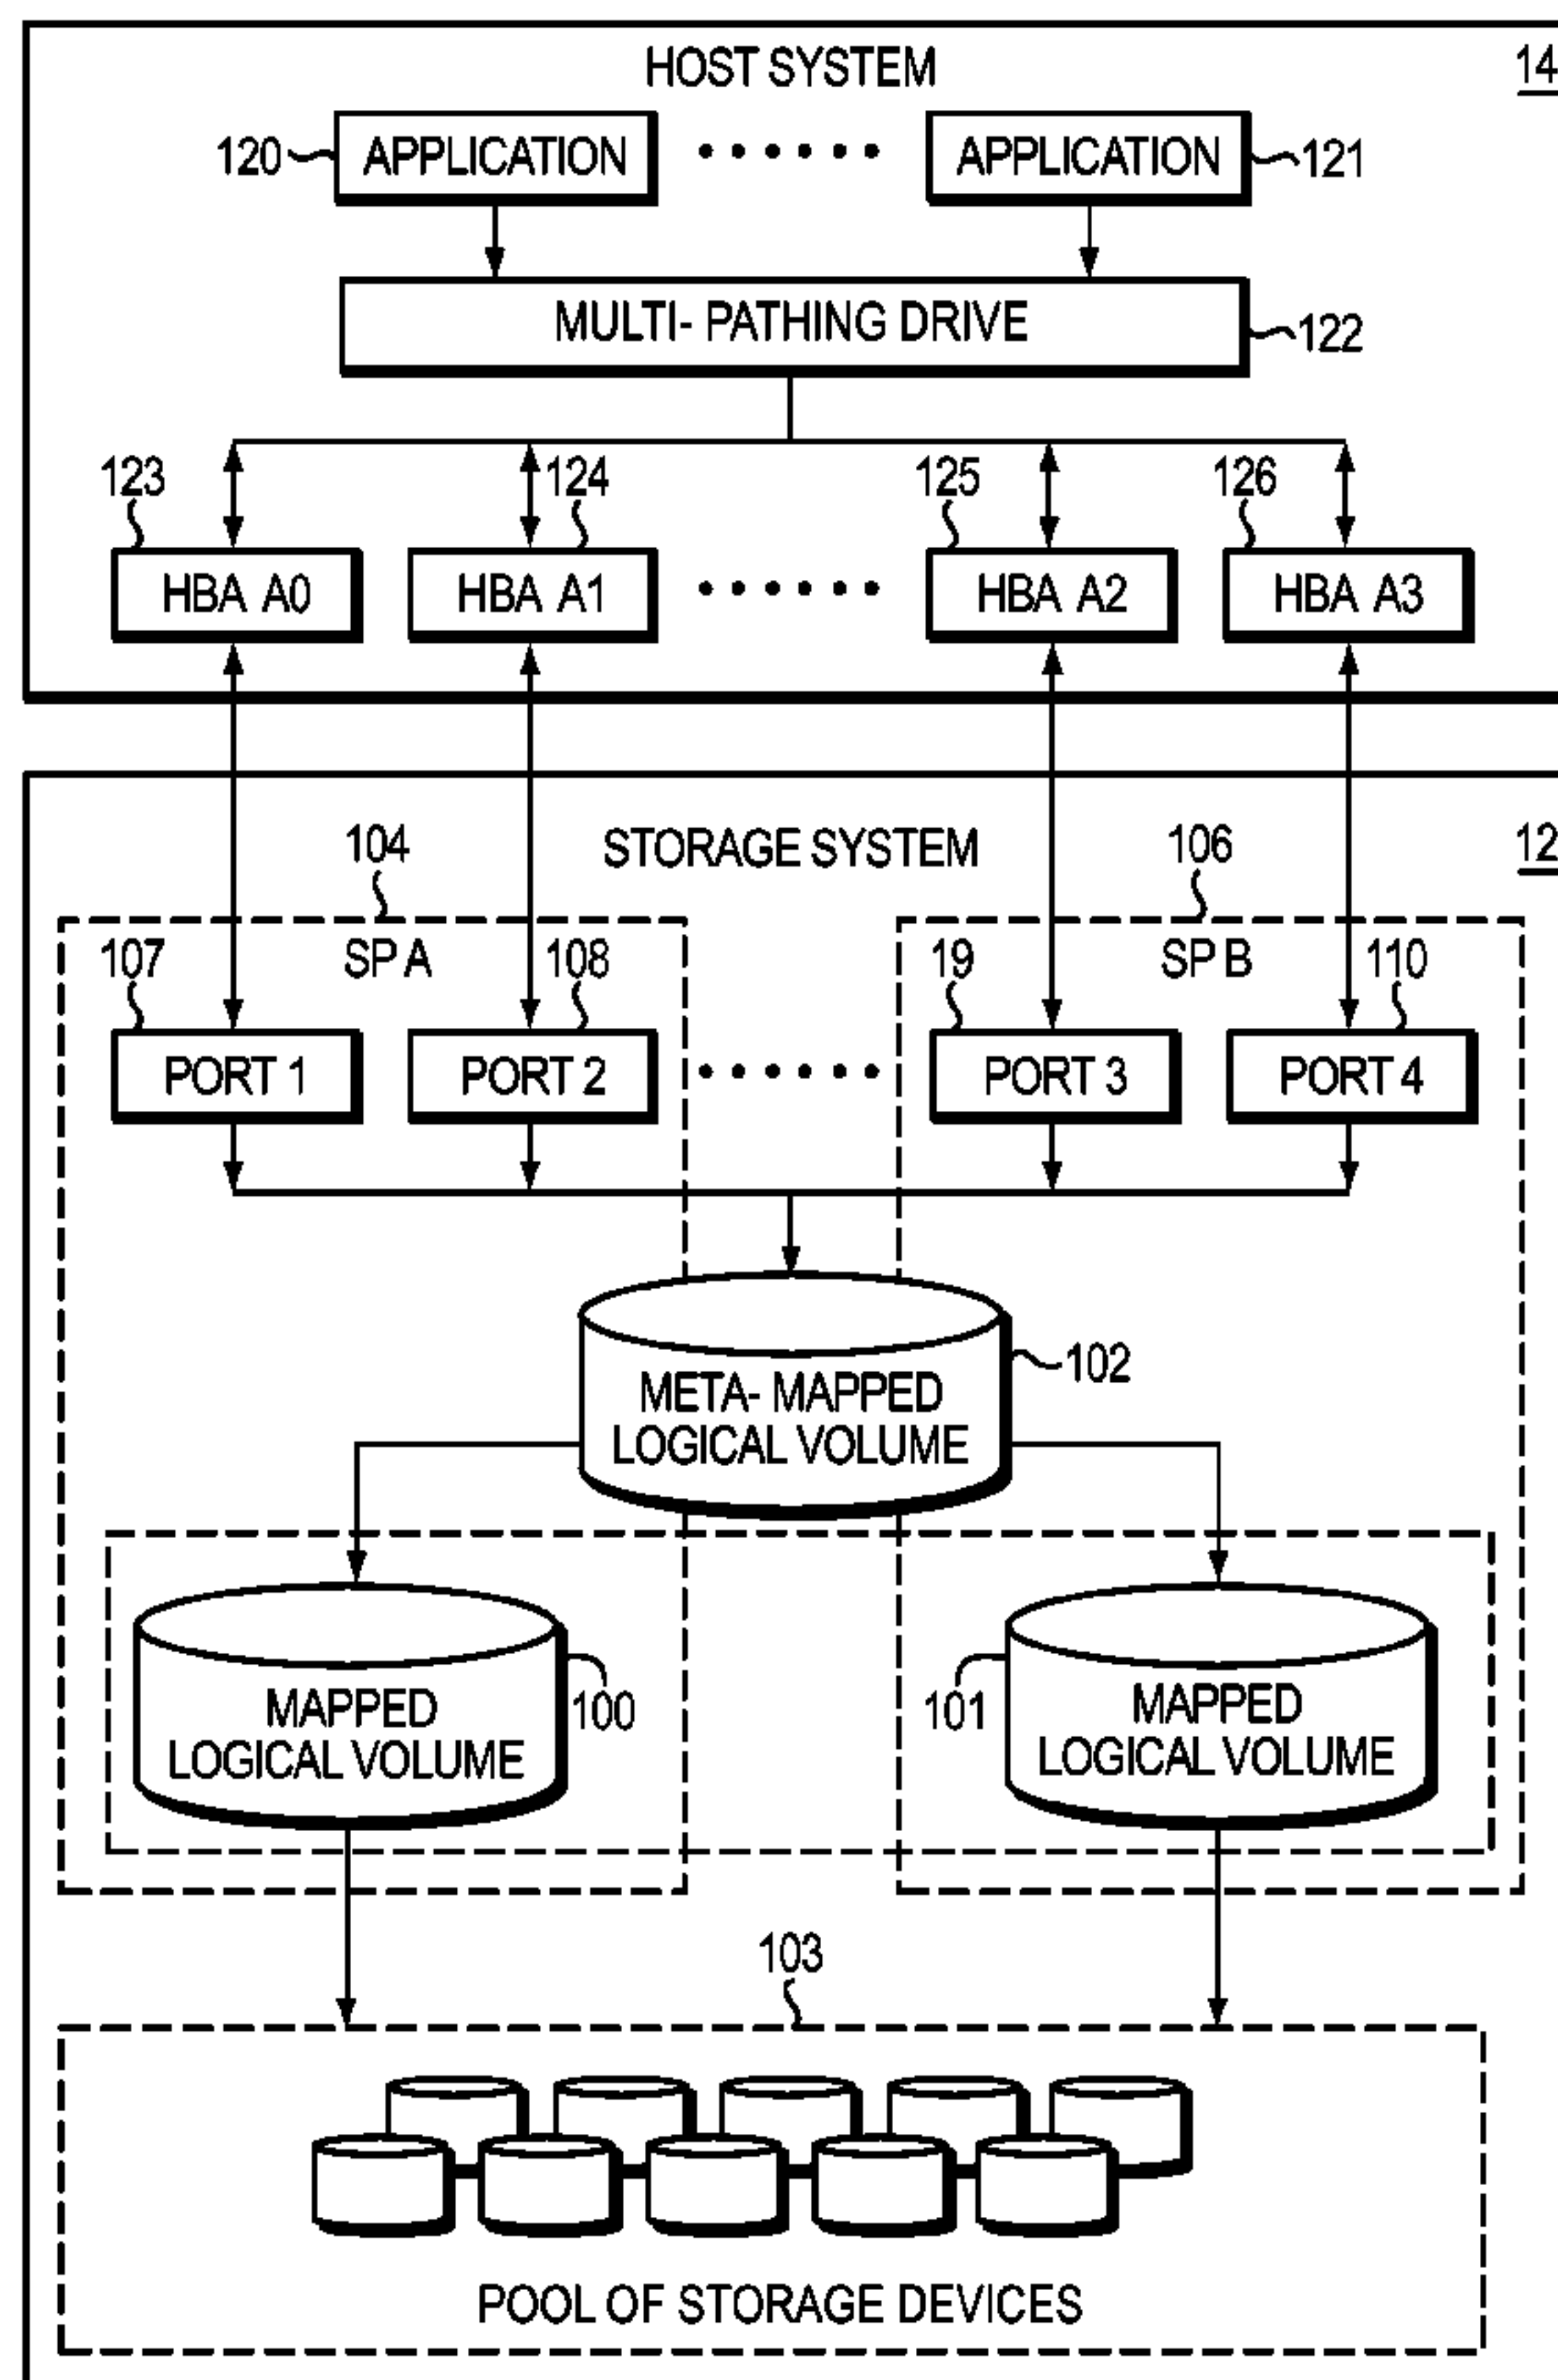 HOST SYSTEM
14
120
APPLICATION
APPLICATION
121
MULTI- PATHING DRIVE
122
123
124
125
126
HBA A0
HBA A1
HBA A2
HBA A3
STORAGE SYSTEM
12
104
106
107
SP A
108
19
SP B
110
PORT 1
PORT 2
PORT 3
PORT 4
META- MAPPED
LOGICAL VOLUME
102
MAPPED
LOGICAL VOLUME
100
101
MAPPED
LOGICAL VOLUME
103
POOL OF STORAGE DEVICES